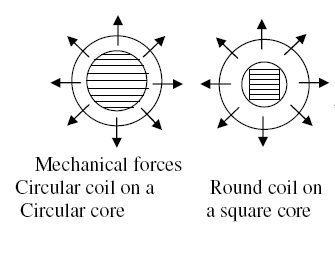 Mechanical forces
Circular coil on a
Circular core
Round coil on
a square core